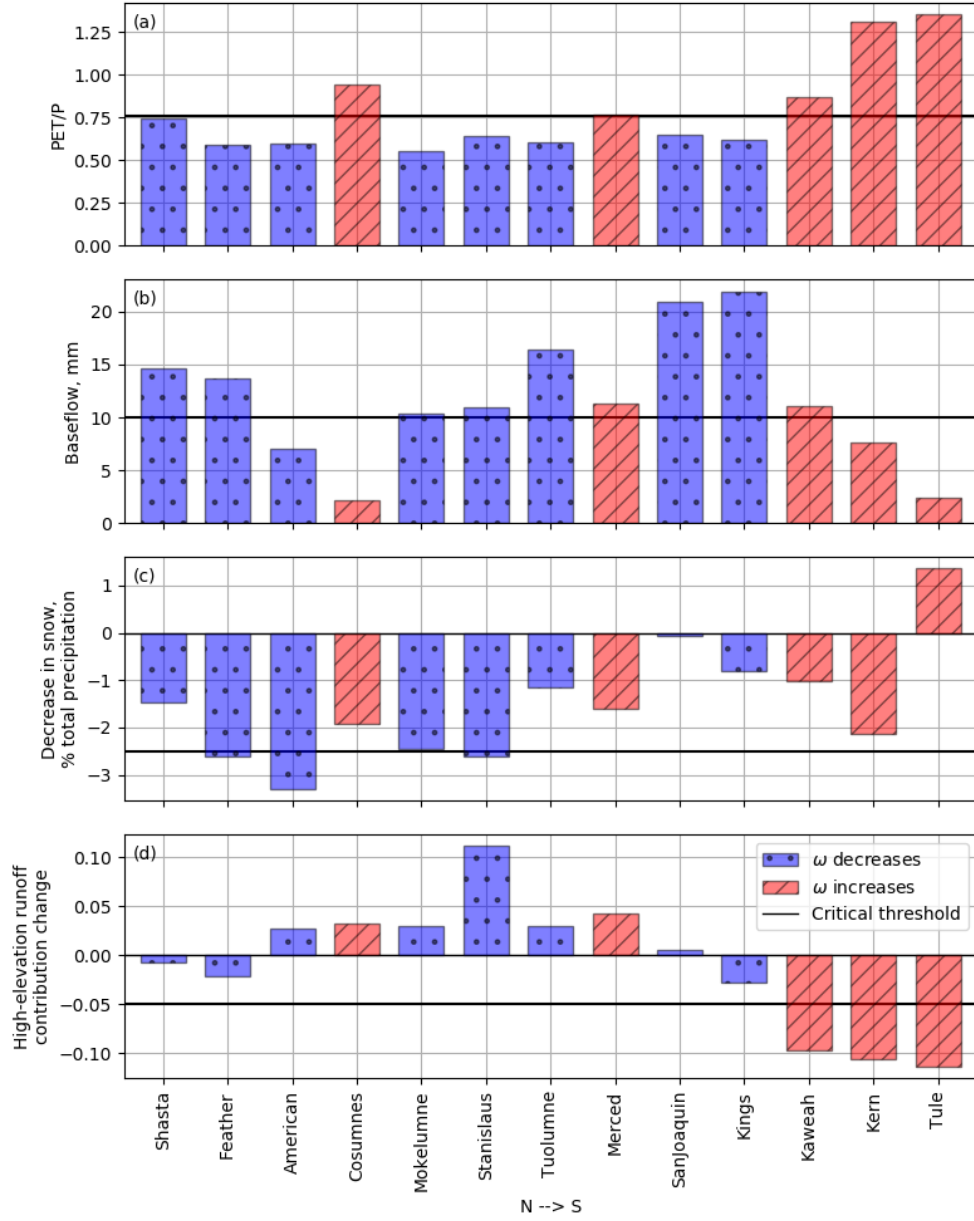 (a)
PET/P
1.25
1.00
0.75
0.50
0.25
0.00
(b)
Baseflow, mm
20
15
10
5
0
(c)
Decrease in snow,
% total precipitation
1
0
−1
−2
−3
(d)
High-elevation runoff
contribution change
0.10
0.05
0.00
−0.05
−0.10
ω decreases
ω increases
Critical threshold
Shasta
Feather
American
Cosumnes
Mokelumne
Stanislaus
Tuolumne
Merced
SanJoaquin
Kings
Kaweah
Kern
Tule
N --> S